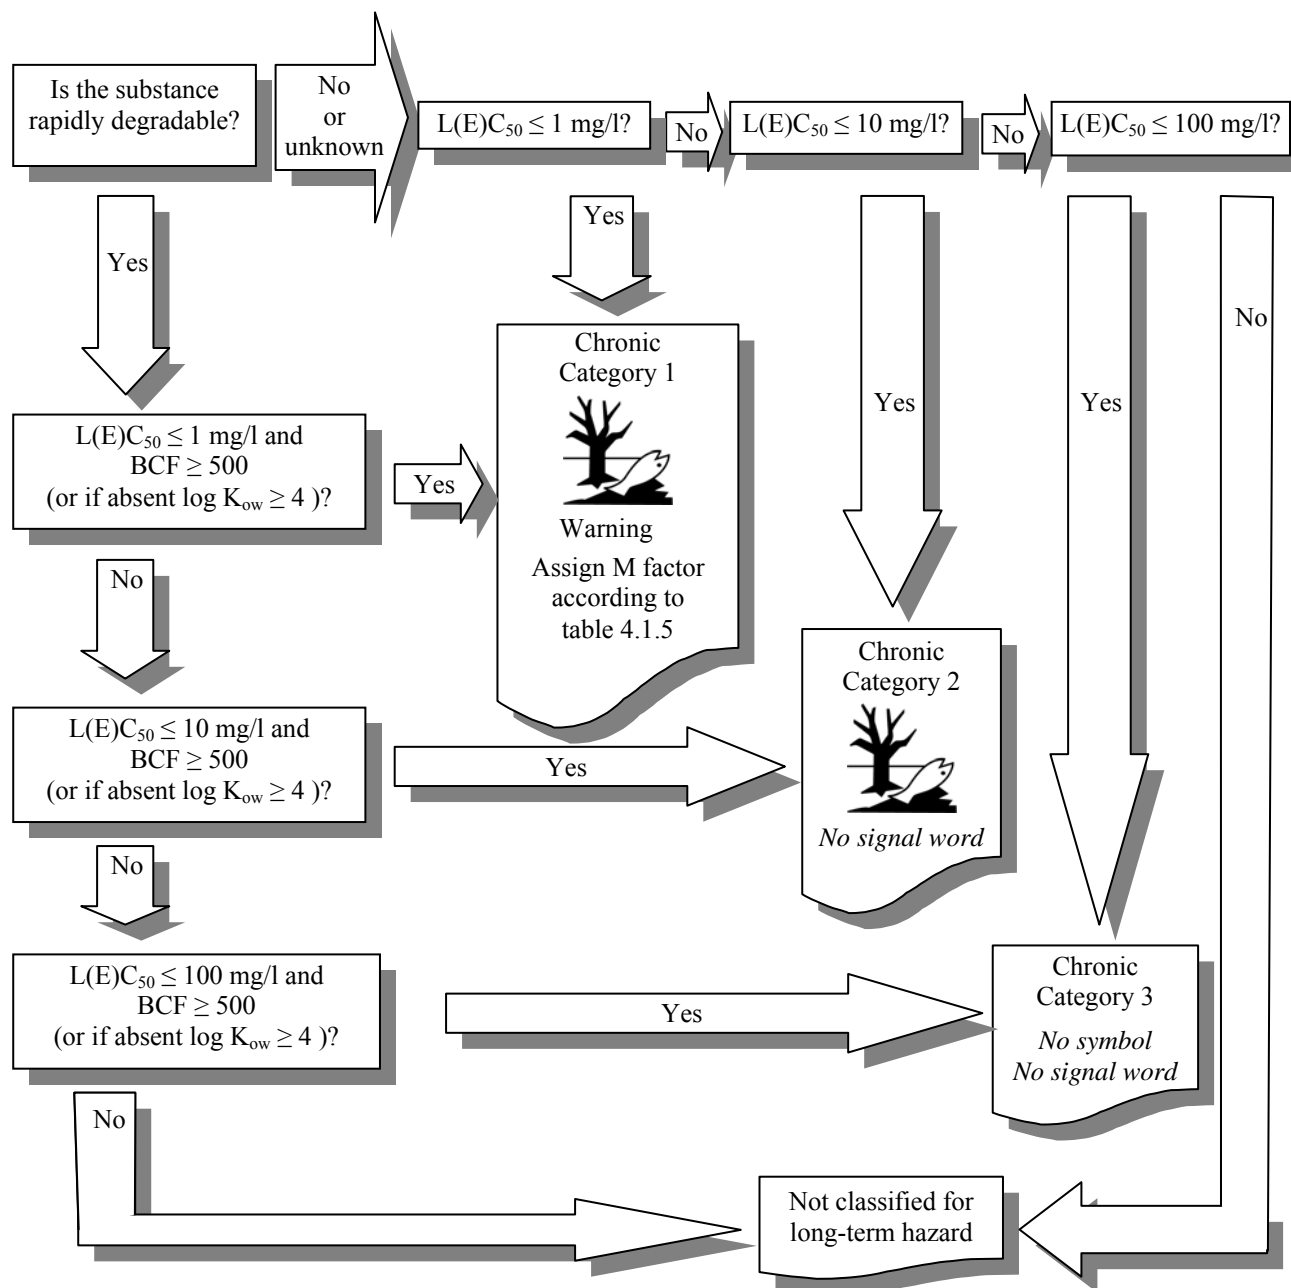 Is the substance
rapidly degradable?
No
or
unknown
L(E)C₅₀ ≤ 1 mg/l?
No
L(E)C₅₀ ≤ 10 mg/l?
No
L(E)C₅₀ ≤ 100 mg/l?
Yes
Yes
Yes
Yes
No
Chronic
Category 1
Warning
Assign M factor
according to
table 4.1.5
L(E)C₅₀ ≤ 1 mg/l and
BCF ≥ 500
(or if absent log Kₒw ≥ 4 )?
Yes
No
Chronic
Category 2
No signal word
L(E)C₅₀ ≤ 10 mg/l and
BCF ≥ 500
(or if absent log Kₒw ≥ 4 )?
Yes
No
L(E)C₅₀ ≤ 100 mg/l and
BCF ≥ 500
(or if absent log Kₒw ≥ 4 )?
Yes
Chronic
Category 3
No symbol
No signal word
No
Not classified for
long-term hazard